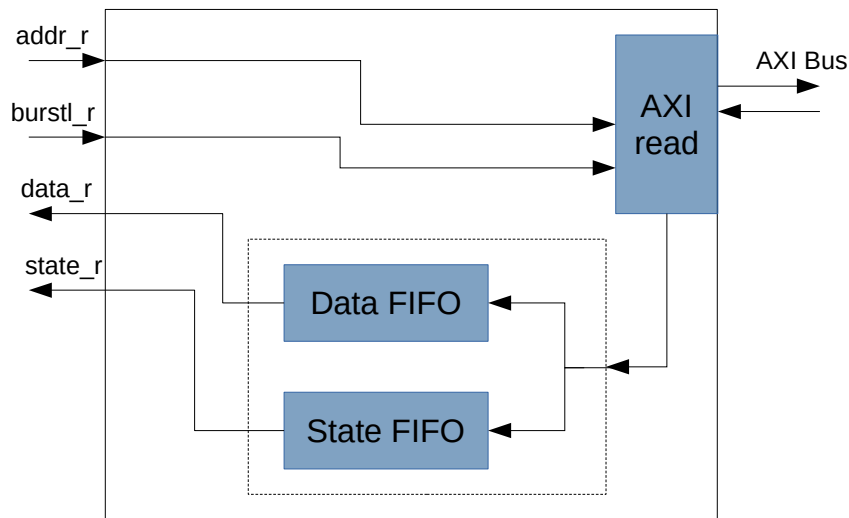 addr_r
AXI Bus
burstl_r
AXI
read
data_r
state_r
Data FIFO
State FIFO